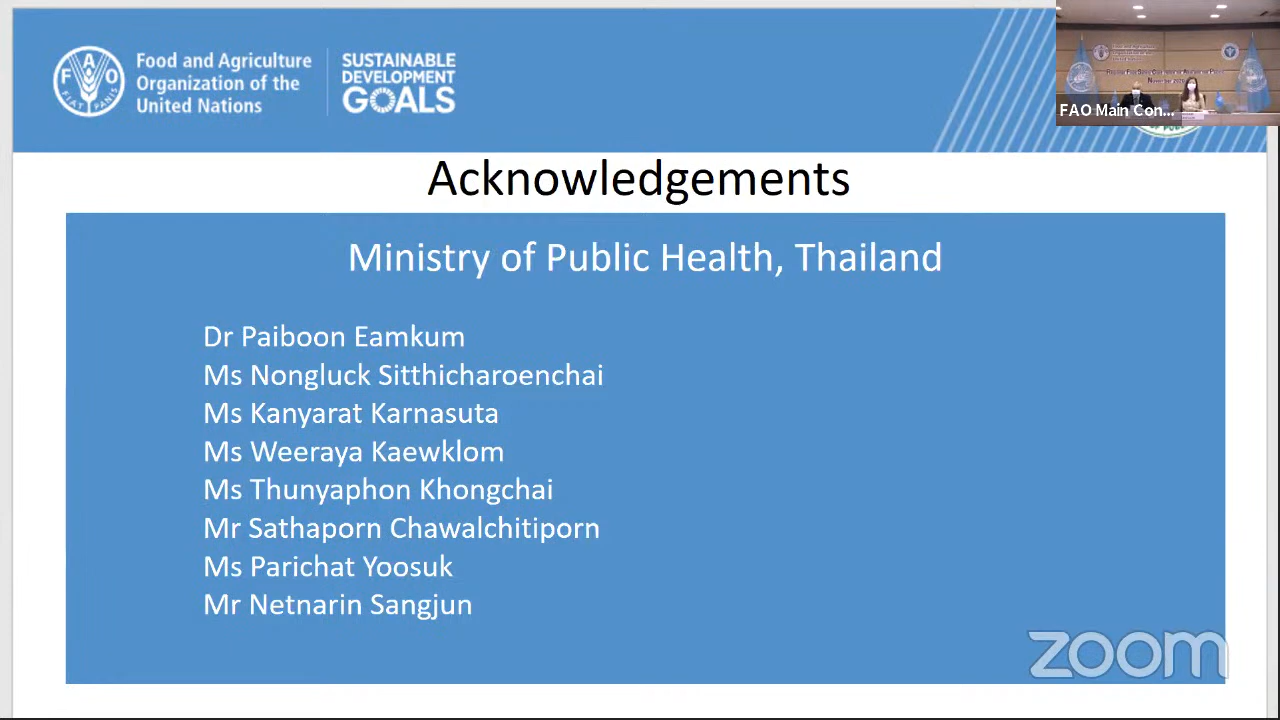 Food and Agriculture
Organization of the
United Nations
SUSTAINABLE
DEVELOPMENT
GOALS
F A O
FIAT PANIS
FAO Main Con...
Acknowledgements
Ministry of Public Health, Thailand
Dr Paiboon Eamkum
Ms Nongluck Sitthicharoenchai
Ms Kanyarat Karnasuta
Ms Weeraya Kaewklom
Ms Thunyaphon Khongchai
Mr Sathaporn Chawalchitiporn
Ms Parichat Yoosuk
Mr Netnarin Sangjun
zoom